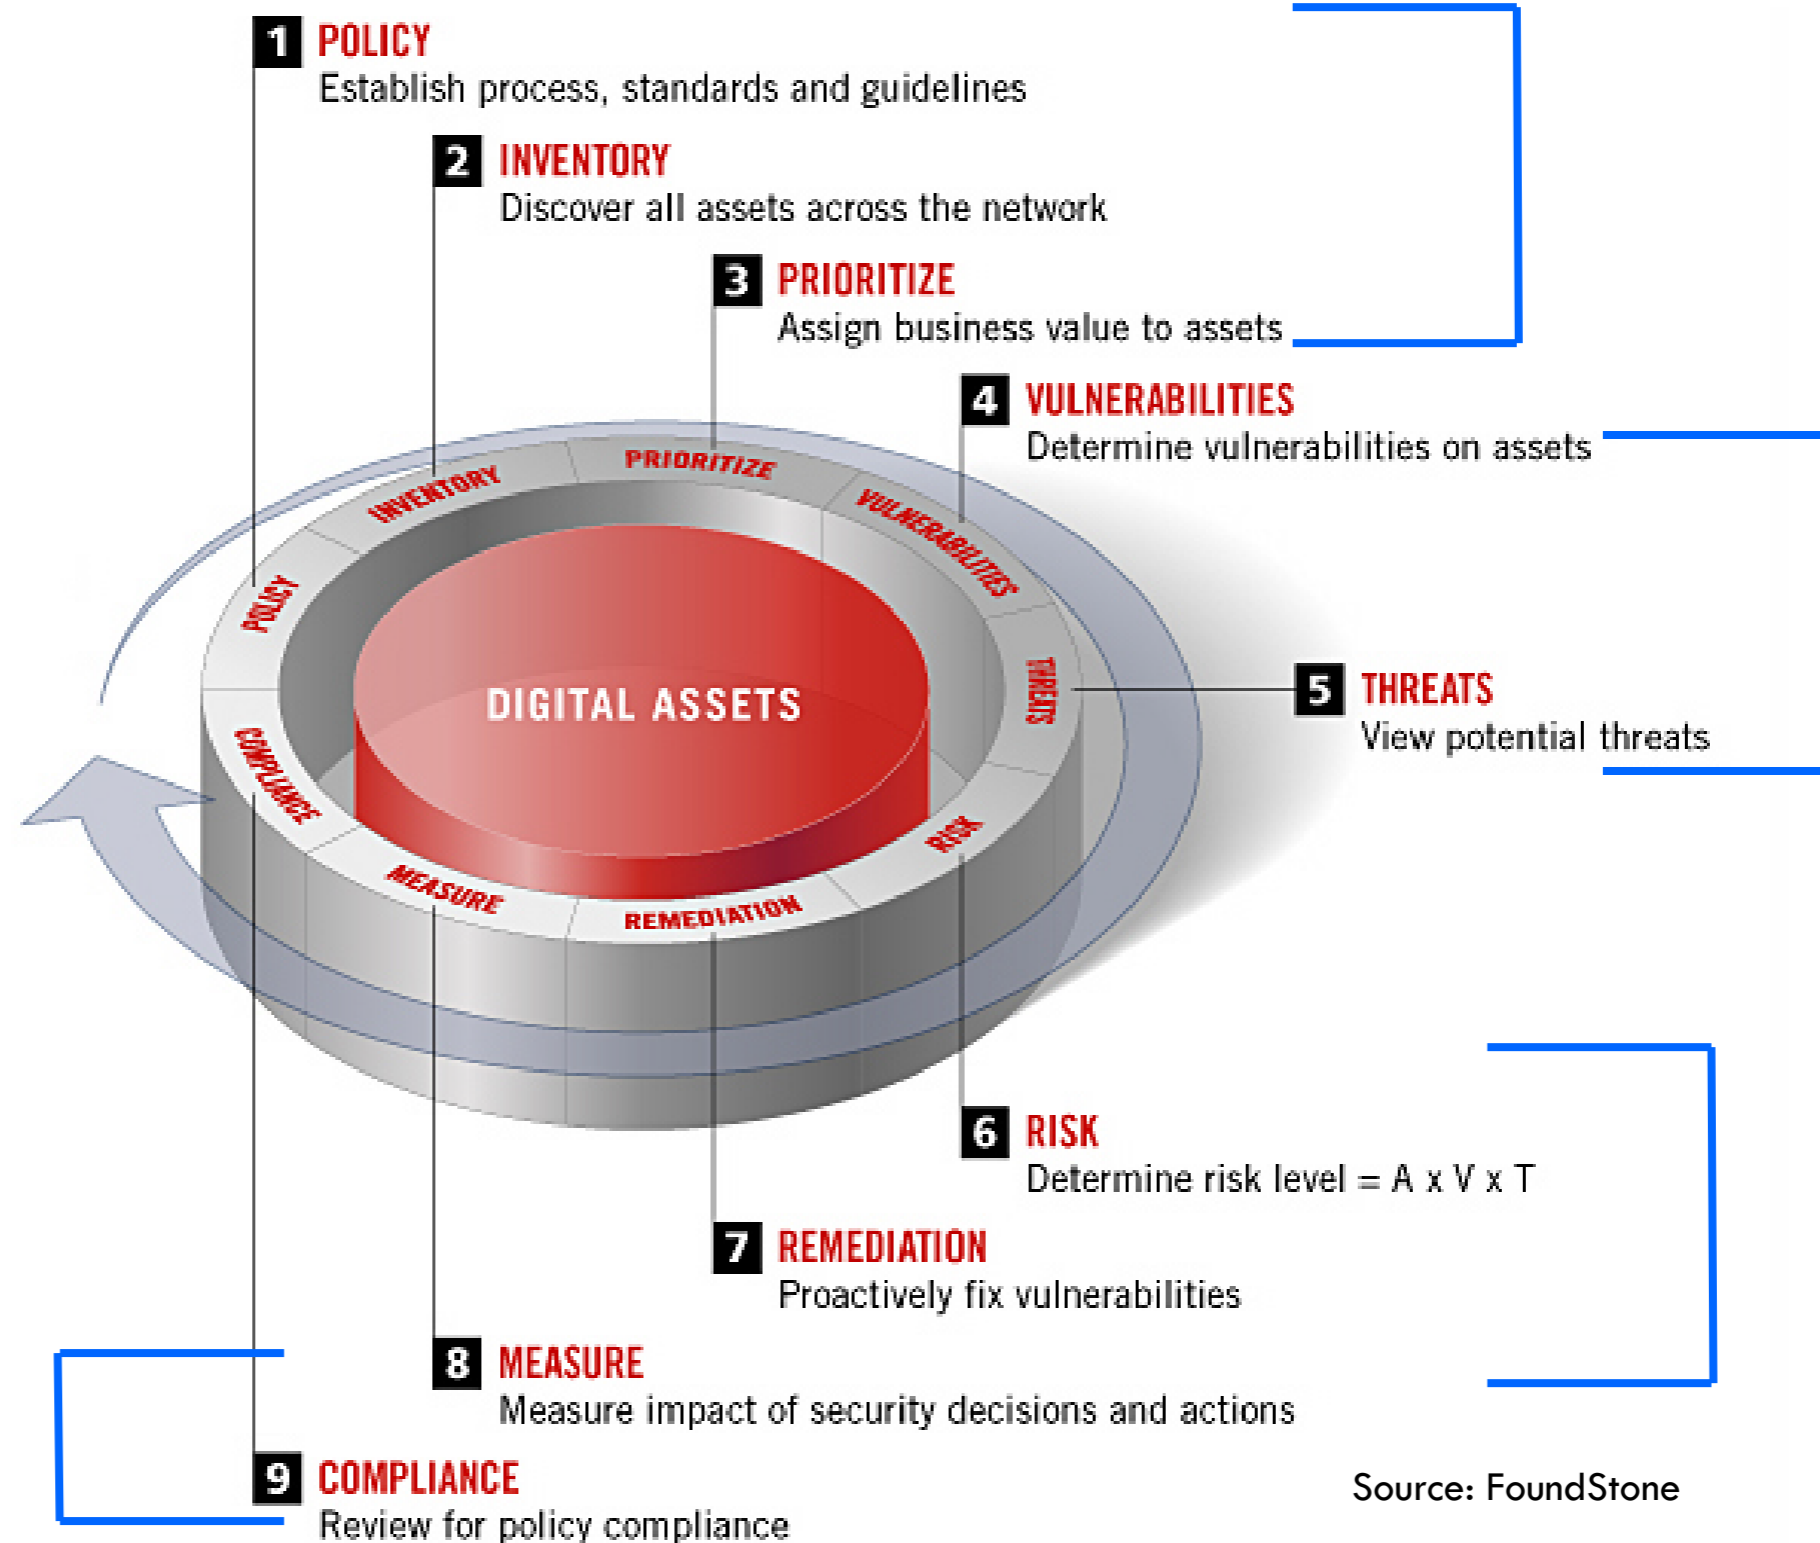 1 POLICY
Establish process, standards and guidelines
2 INVENTORY
Discover all assets across the network
3 PRIORITIZE
Assign business value to assets
4 VULNERABILITIES
Determine vulnerabilities on assets
PRIORITIZE
INVENTORY
VULNERABILITIES
POLICY
THREATS
DIGITAL ASSETS
5 THREATS
View potential threats
COMPLIANCE
RISK
MEASURE
REMEDIATION
6 RISK
Determine risk level = A x V x T
7 REMEDIATION
Proactively fix vulnerabilities
8 MEASURE
Measure impact of security decisions and actions
9 COMPLIANCE
Review for policy compliance
Source: FoundStone